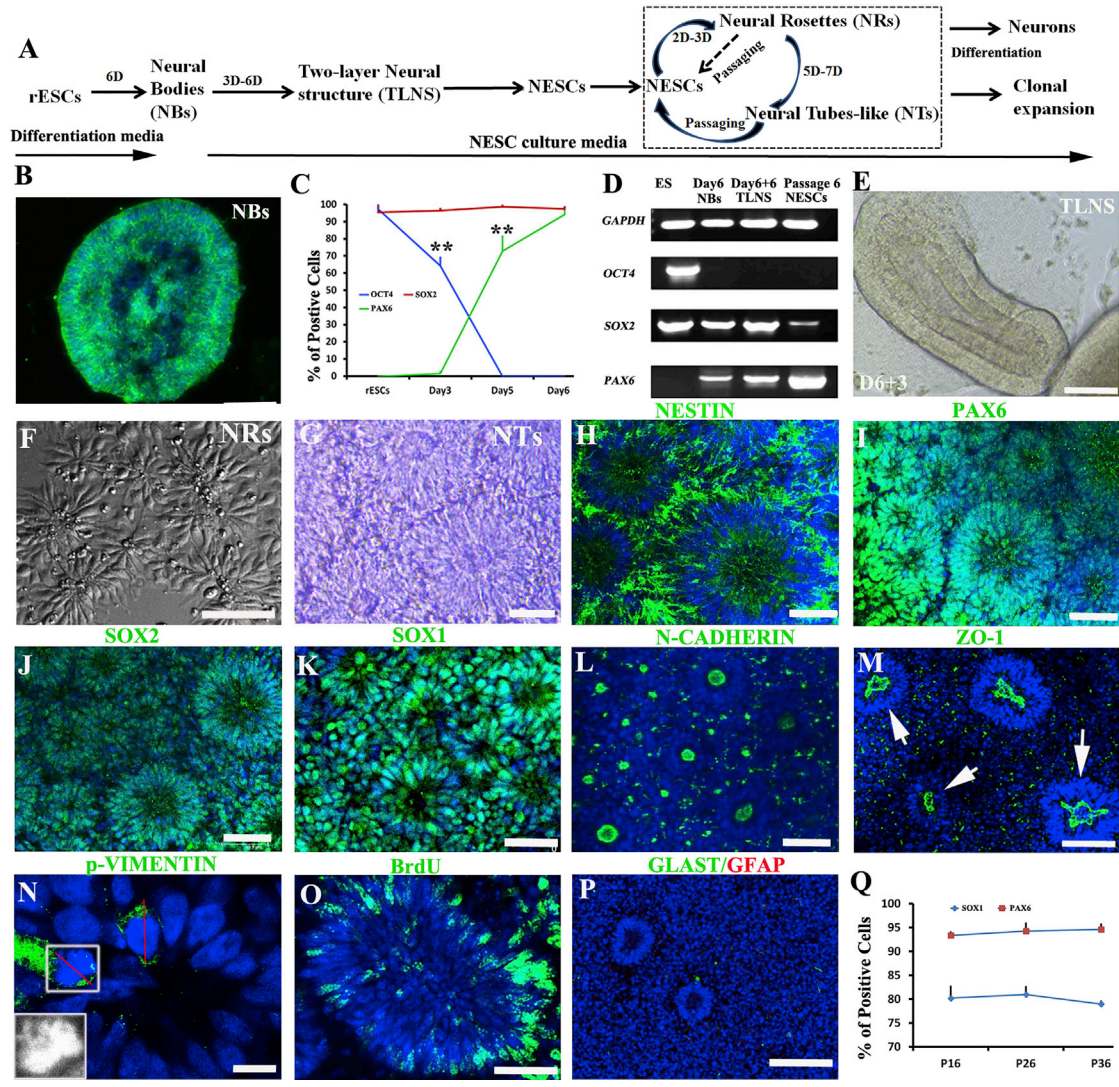 A
rESCs
6D
Neural
Bodies
(NBs)
3D-6D
Two-layer Neural
structure (TLNS)
NESCs
NESCs
2D-3D
Neural Rosettes (NRs)
Passaging
5D-7D
Passaging
Neural Tubes-like (NTs)
Neurons
Differentiation
Clonal
expansion
Differentiation media
NESC culture media
B
NBs
C
% of Postive Cells
100
90
80
70
60
50
40
30
20
10
0
**
**
OCT4
SOX2
PAX6
rESCs
Day3
Day5
Day6
D
ES
Day6
NBs
Day6+6
TLNS
Passage 6
NESCs
GAPDH
OCT4
SOX2
PAX6
E
TLNS
D6+3
NESTIN
PAX6
F
NRs
G
NTs
H
I
SOX2
SOX1
N-CADHERIN
ZO-1
J
K
L
M
p-VIMENTIN
BrdU
GLAST/GFAP
N
O
P
Q
% of Positive Cells
SOX1
PAX6
100
95
90
85
80
75
70
P16
P26
P36